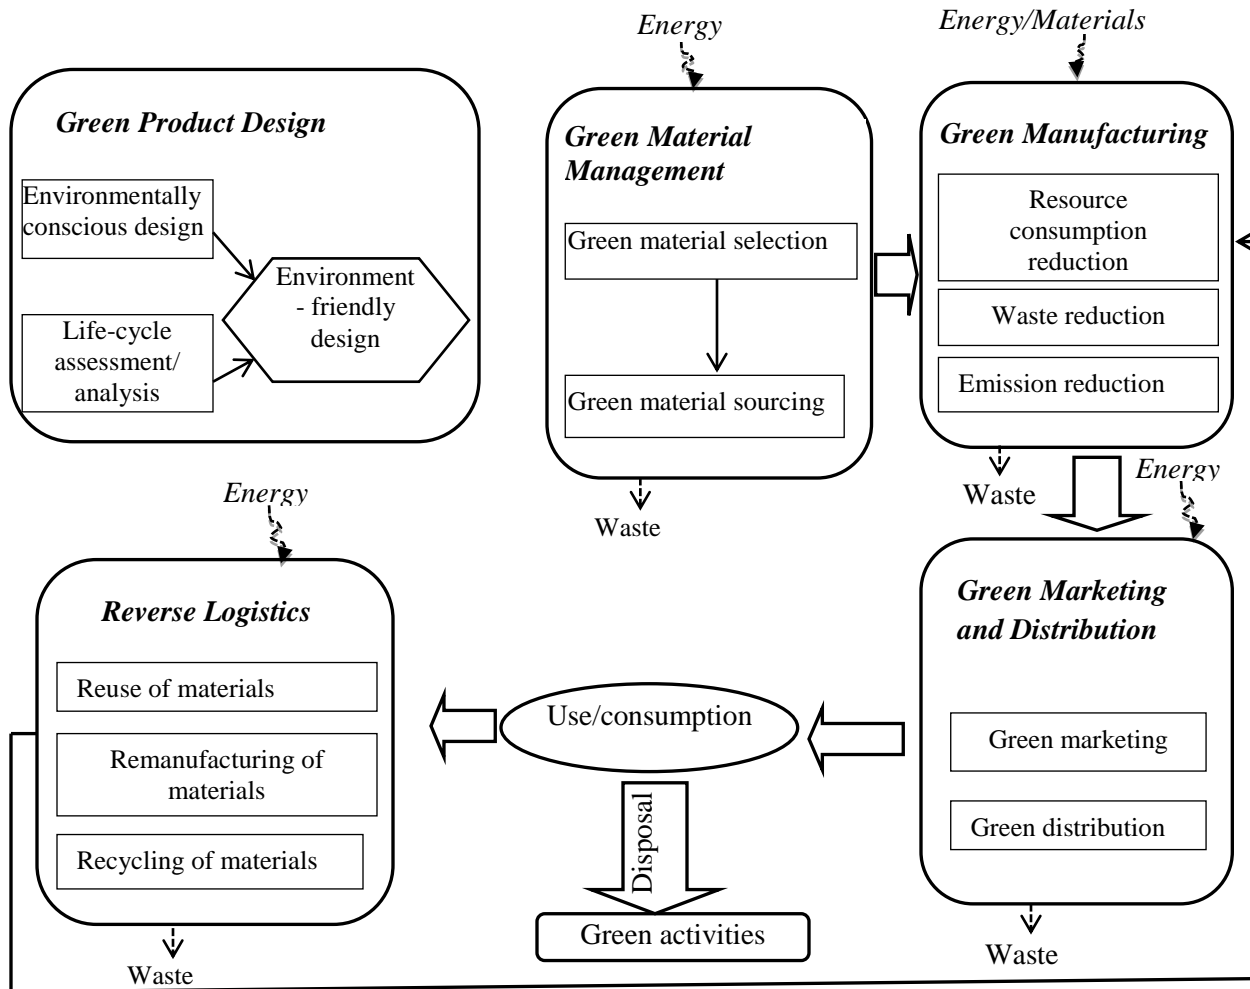 Energy
Energy/Materials
Green Product Design
Environmentally
conscious design
Life-cycle
assessment/
analysis
Environment
- friendly
design
Green Material
Management
Green material selection
Green material sourcing
Waste
Green Manufacturing
Resource
consumption
reduction
Waste reduction
Emission reduction
Waste
Energy
Energy
Reverse Logistics
Reuse of materials
Remanufacturing of
materials
Recycling of materials
Waste
Use/consumption
Disposal
Green activities
Green Marketing
and Distribution
Green marketing
Green distribution
Waste